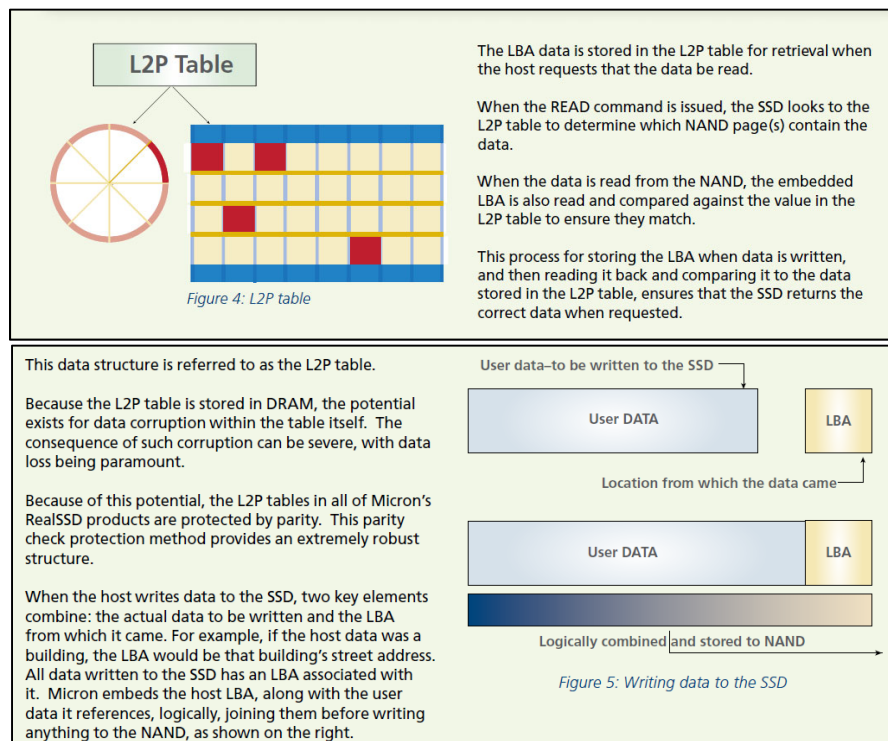 L2P Table
Figure 4: L2P table
The LBA data is stored in the L2P table for retrieval when
the host requests that the data be read.
When the READ command is issued, the SSD looks to the
L2P table to determine which NAND page(s) contain the
data.
When the data is read from the NAND, the embedded
LBA is also read and compared against the value in the
L2P table to ensure they match.
This process for storing the LBA when data is written,
and then reading it back and comparing it to the data
stored in the L2P table, ensures that the SSD returns the
correct data when requested.
This data structure is referred to as the L2P table.
Because the L2P table is stored in DRAM, the potential
exists for data corruption within the table itself. The
consequence of such corruption can be severe, with data
loss being paramount.
Because of this potential, the L2P tables in all of Micron's
RealSSD products are protected by parity. This parity
check protection method provides an extremely robust
structure.
When the host writes data to the SSD, two key elements
combine: the actual data to be written and the LBA
from which it came. For example, if the host data was a
building, the LBA would be that building's street address.
All data written to the SSD has an LBA associated with
it. Micron embeds the host LBA, along with the user
data it references, logically, joining them before writing
anything to the NAND, as shown on the right.
User data–to be written to the SSD
User DATA
LBA
Location from which the data came
User DATA
LBA
Logically combined and stored to NAND
Figure 5: Writing data to the SSD